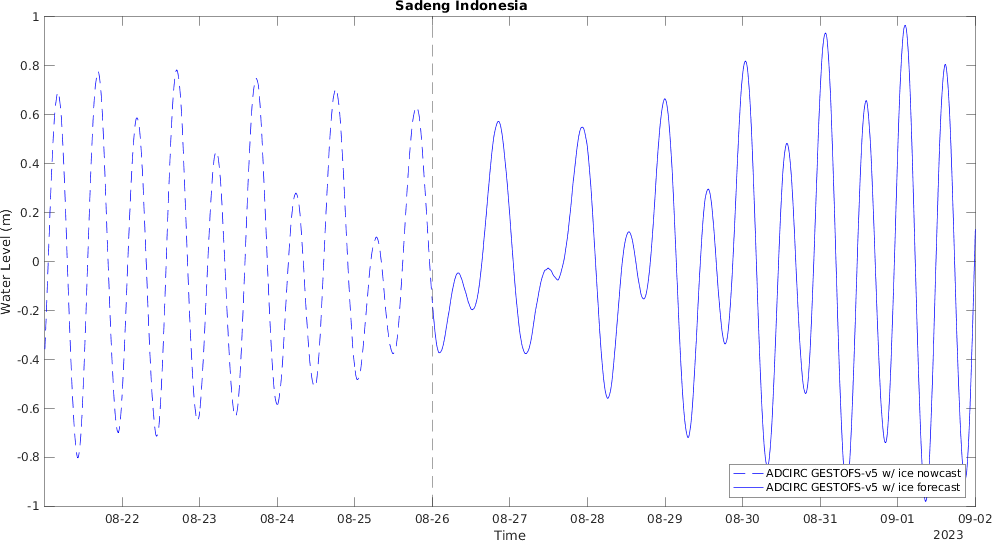 Sadeng Indonesia
Water Level (m)
1
0.8
0.6
0.4
0.2
0
-0.2
-0.4
-0.6
-0.8
-1
08-22 08-23 08-24 08-25 08-26 08-27 08-28 08-29 08-30 08-31 09-01 09-02
Time
2023
ADCIRC GESTOFS-v5 w/ ice nowcast
ADCIRC GESTOFS-v5 w/ ice forecast